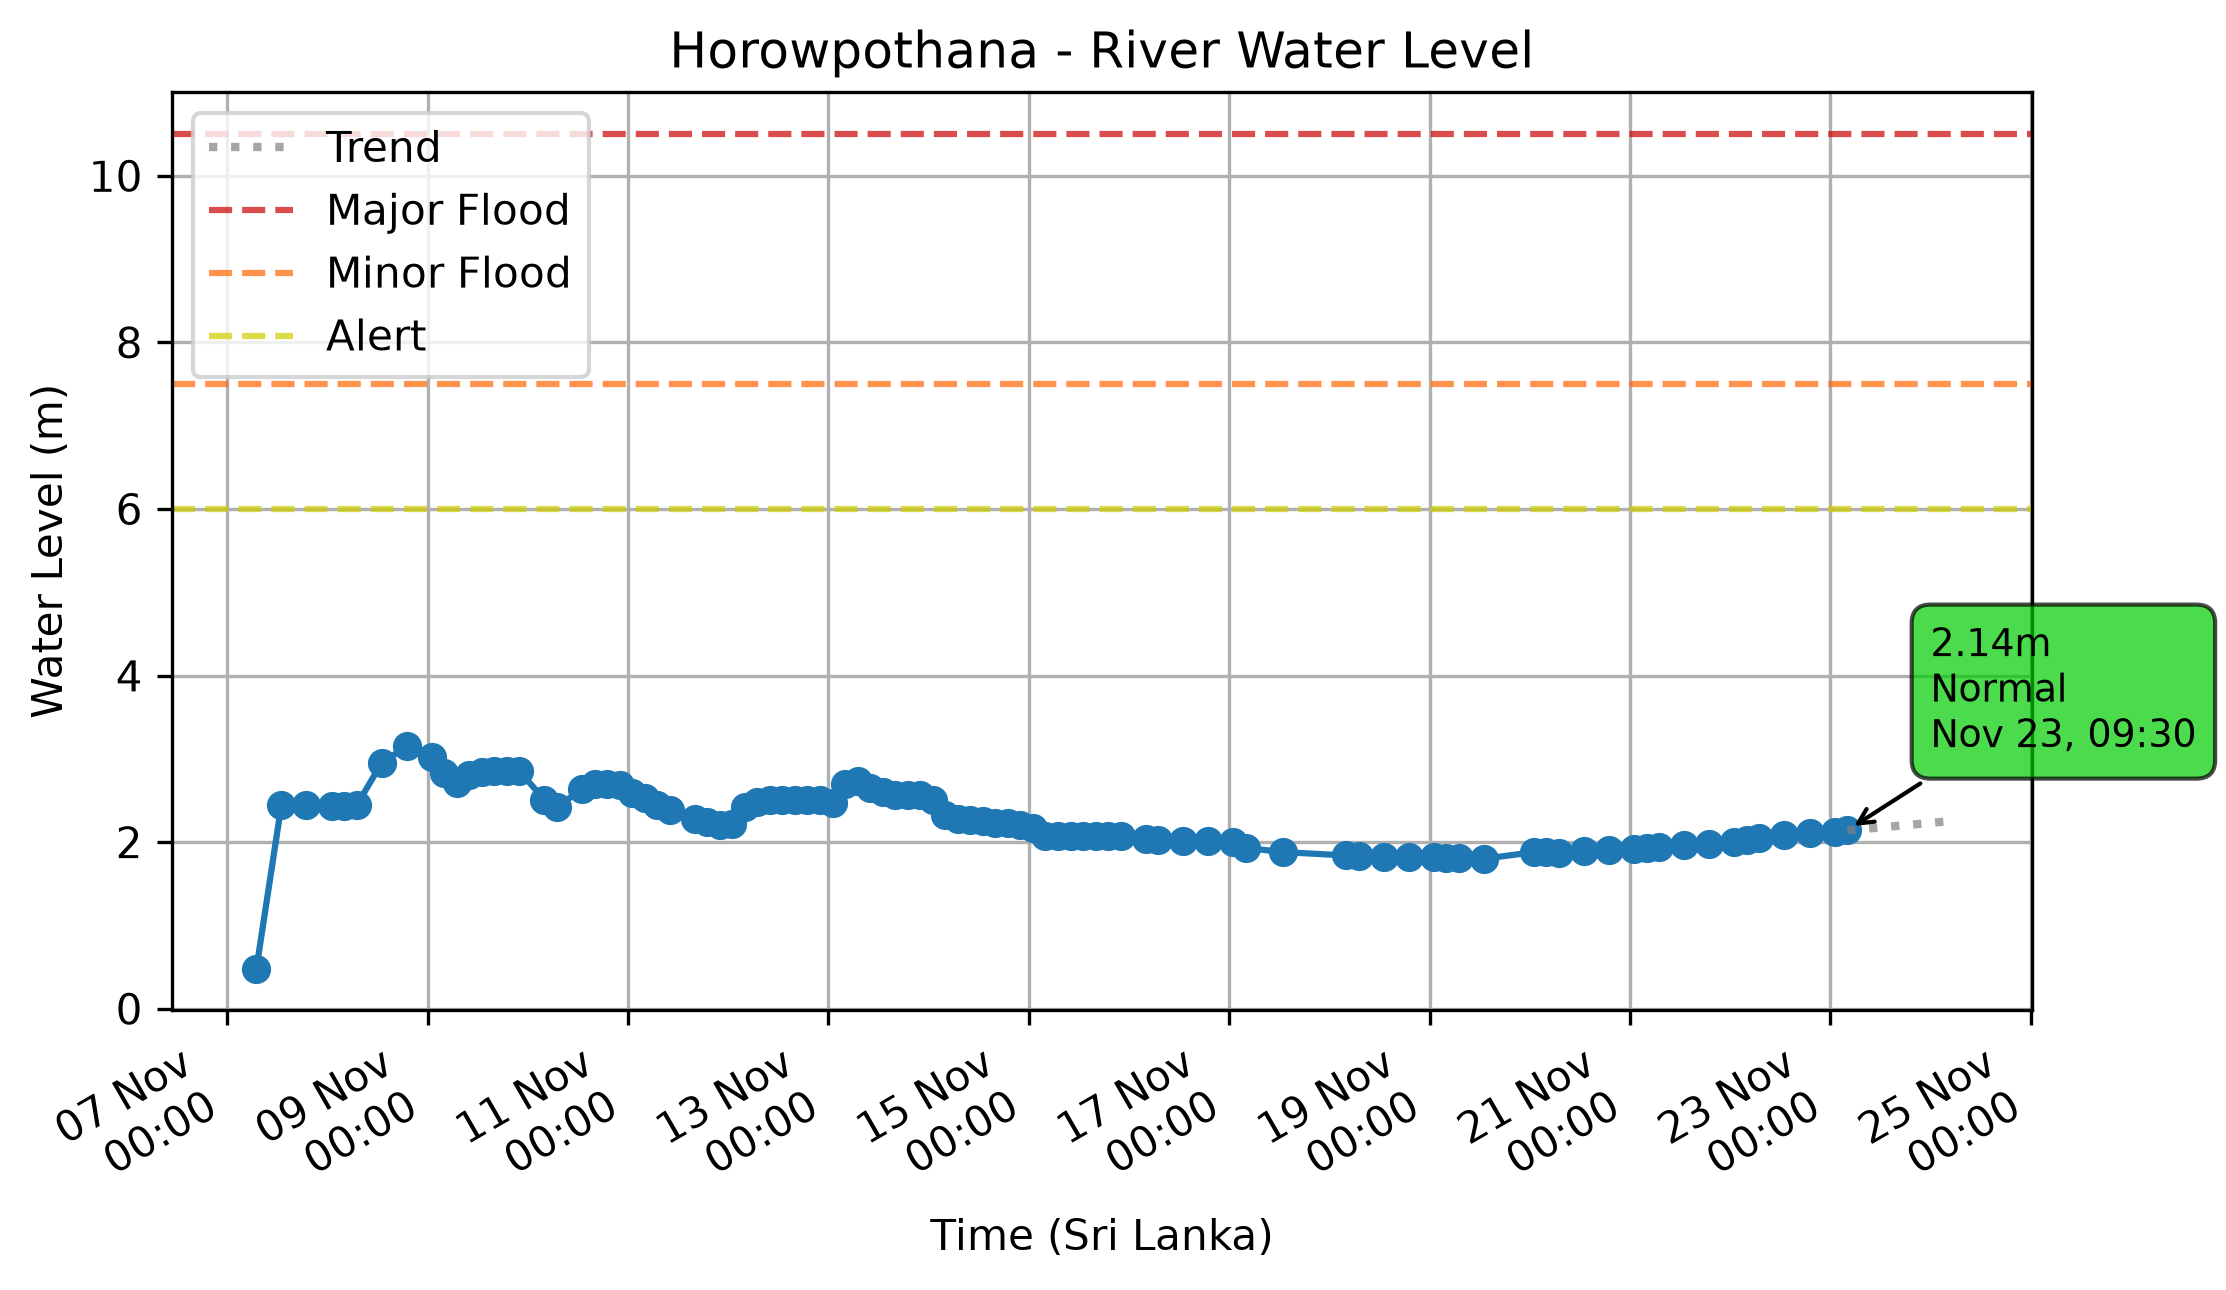 Horowpothana - River Water Level
Trend
Major Flood
Minor Flood
Alert
Water Level (m)
10
8
6
4
2
0
2.14m
Normal
Nov 23, 09:30
07 Nov
00:00
09 Nov
00:00
11 Nov
00:00
13 Nov
00:00
15 Nov
00:00
17 Nov
00:00
19 Nov
00:00
21 Nov
00:00
23 Nov
00:00
25 Nov
00:00
Time (Sri Lanka)